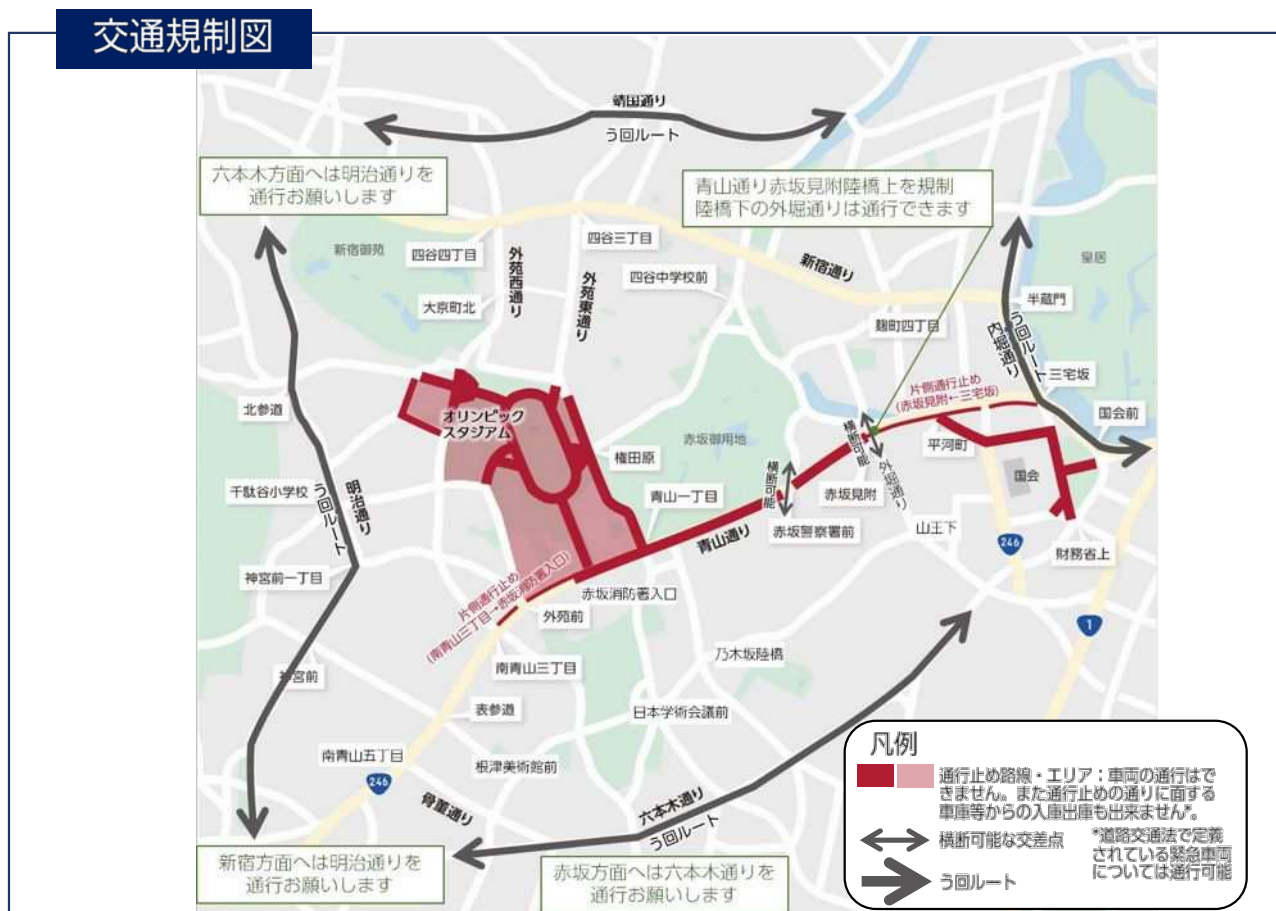 交通規制図
靖国通り
う回ルート
六本木方面へは明治通りを
通行お願いします
青山通り赤坂見附陸橋上を規制
陸橋下の外堀通りは通行できます
新宿御苑
四谷四丁目
外苑西通り
四谷三丁目
外苑東通り
四谷中学校前
新宿通り
皇居
半蔵門
大京町北
麹町四丁目
内堀通り
う回ルート
三宅坂
片側通行止め
(赤坂見附←三宅坂)
国会前
北参道
オリンピック
スタジアム
赤坂御用地
横断可能
平河町
権田原
国会
外堀通り
千駄谷小学校
明治通り
う回ルート
青山一丁目
横断可能
赤坂見附
青山通り
赤坂警察署前
山王下
246
財務省上
神宮前一丁目
片側通行止め
(南青山三丁目→赤坂消防署入口)
赤坂消防署入口
外苑前
1
神宮前
南青山三丁目
乃木坂陸橋
表参道
日本学術会議前
南青山五丁目
根津美術館前
246
骨董通り
六本木通り
う回ルート
新宿方面へは明治通りを
通行お願いします
赤坂方面へは六本木通りを
通行お願いします
凡例
通行止め路線・エリア：車両の通行はで
きません。また通行止めの通りに面する
車庫等からの入庫出庫も出来ません*。
横断可能な交差点
*道路交通法で定義
されている緊急車両
については通行可能
う回ルート